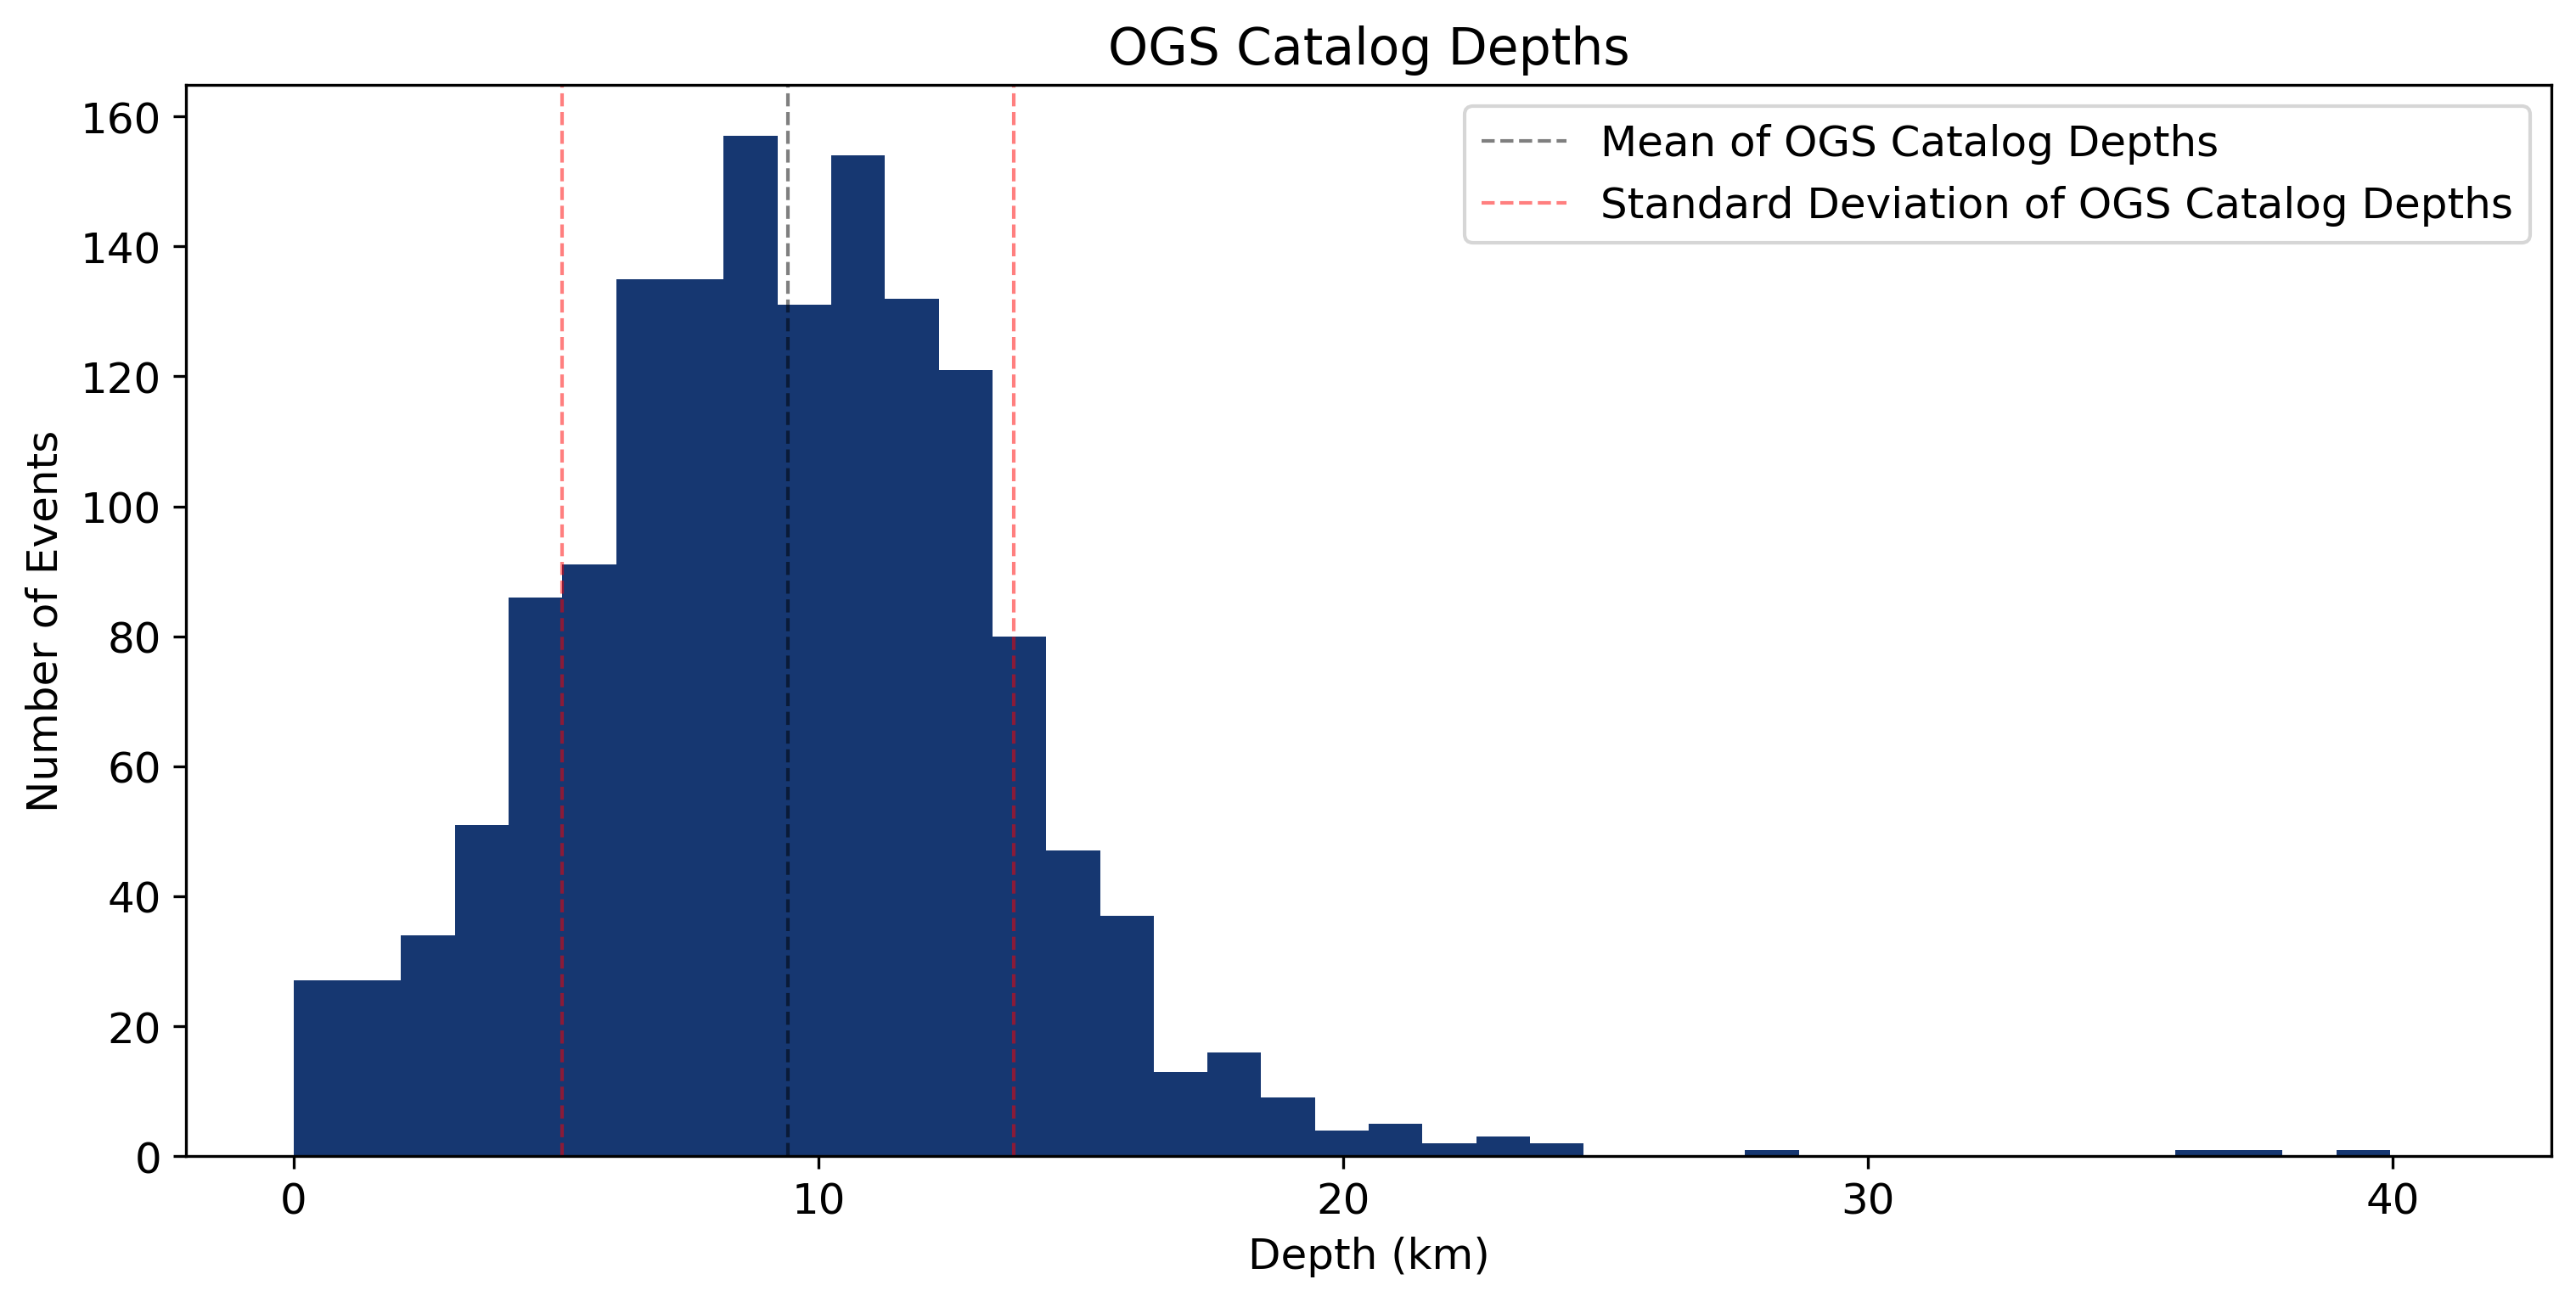 OGS Catalog Depths
160
140
120
100
80
60
40
20
0
Number of Events
Mean of OGS Catalog Depths
Standard Deviation of OGS Catalog Depths
0 10 20 30 40
Depth (km)